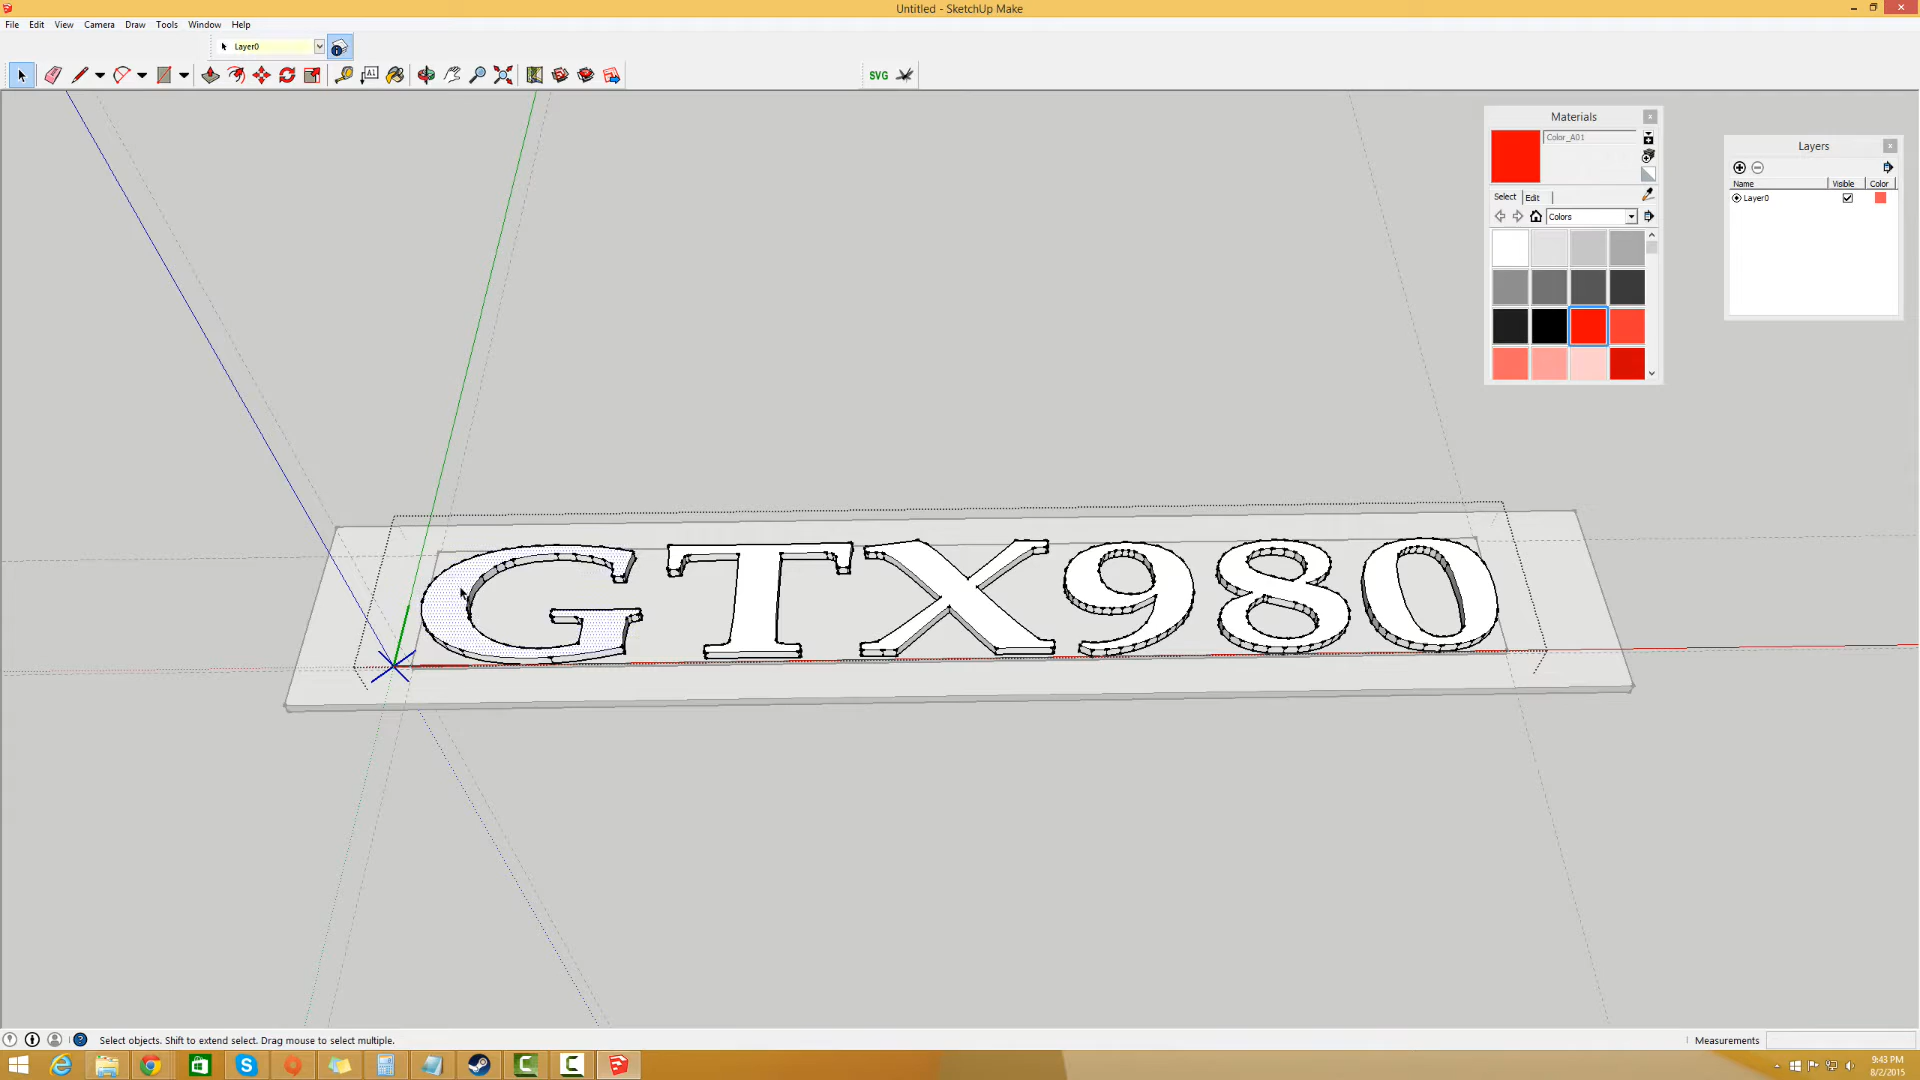 Untitled - SketchUp Make
File Edit View Camera Draw Tools Window Help
Layer0
A1
SVG
Materials
Color_A01
Select Edit
Colors
Layers
Name Visible Color
Layer0
GTX980
Select objects. Shift to extend select. Drag mouse to select multiple.
Measurements
9:43 PM
8/2/2015